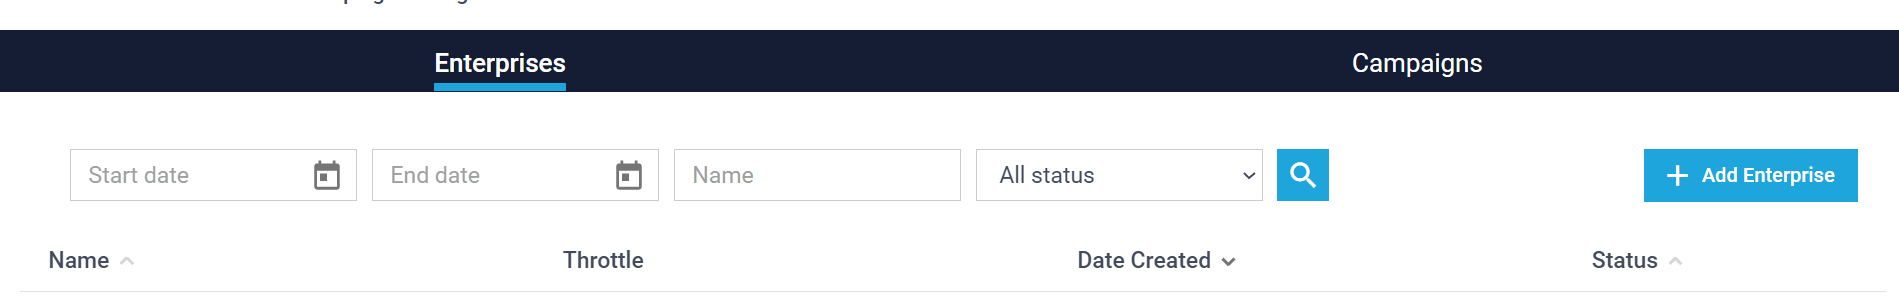 Enterprises Campaigns
Start date End date Name All status Add Enterprise
Name Throttle Date Created Status